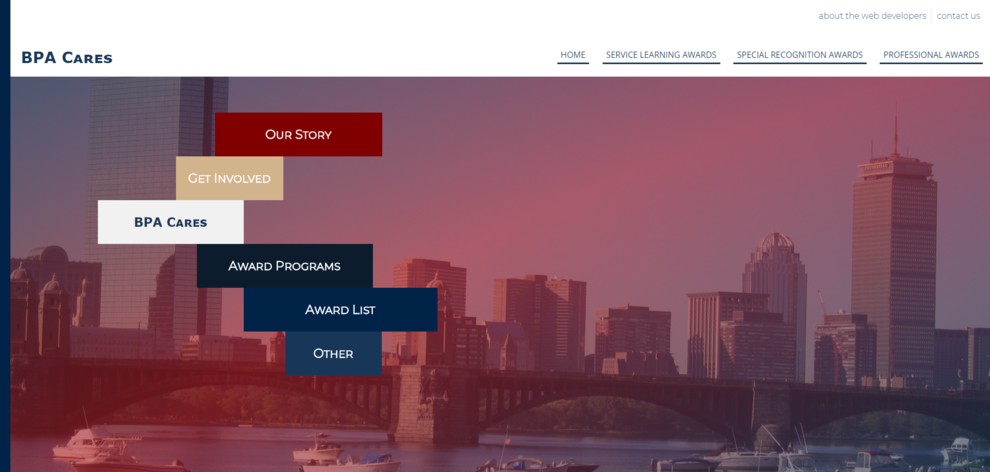 about the web developers contact us
BPA Cares
HOME SERVICE LEARNING AWARDS SPECIAL RECOGNITION AWARDS PROFESSIONAL AWARDS
Our Story
Get Involved
BPA Cares
Award Programs
Award List
Other